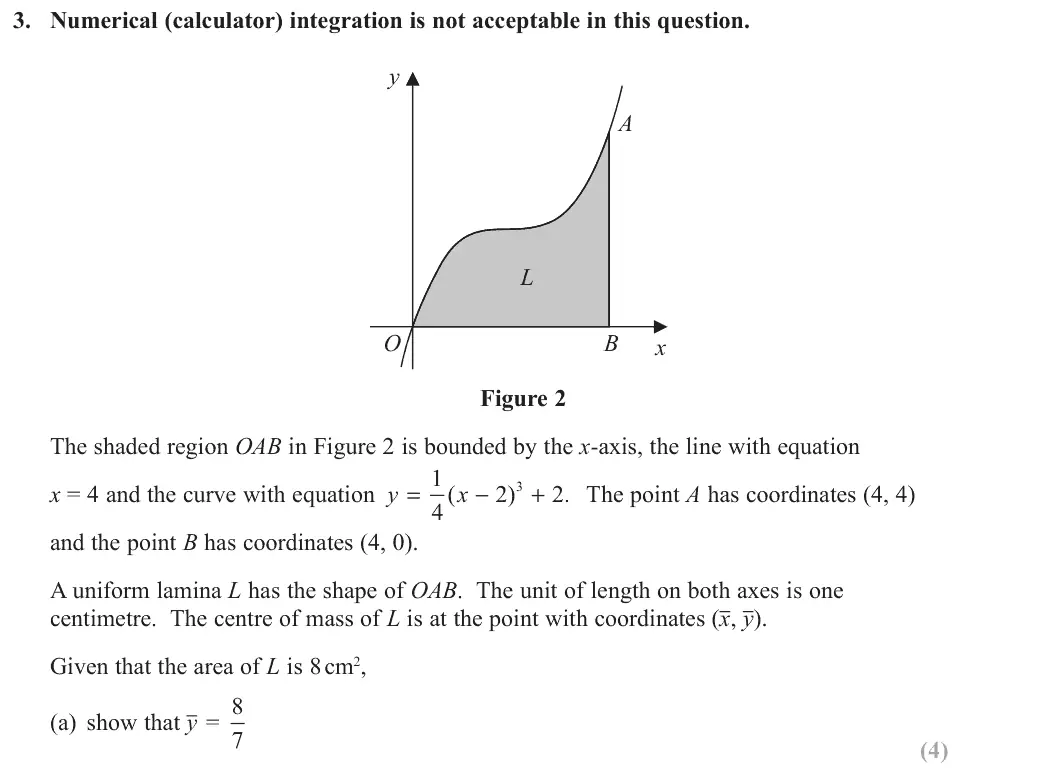 3. Numerical (calculator) integration is not acceptable in this question.
y
A
L
O
B
x
Figure 2
The shaded region OAB in Figure 2 is bounded by the x-axis, the line with equation
x = 4 and the curve with equation y = 1/4 (x − 2)³ + 2. The point A has coordinates (4, 4)
and the point B has coordinates (4, 0).
A uniform lamina L has the shape of OAB. The unit of length on both axes is one
centimetre. The centre of mass of L is at the point with coordinates (x̅, y̅).
Given that the area of L is 8 cm²,
(a) show that y̅ = 8/7
(4)